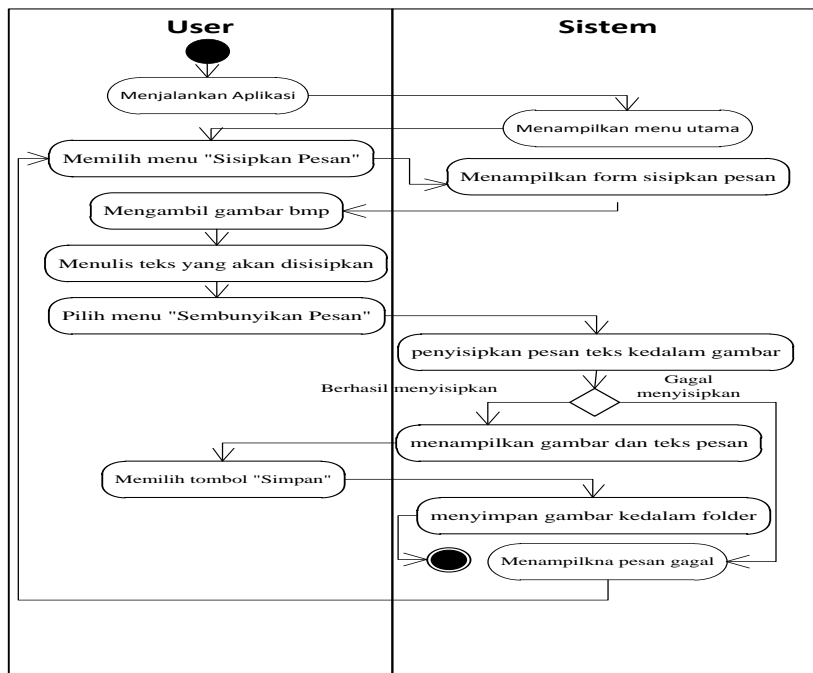 User
Sistem
Menjalankan Aplikasi
Menampilkan menu utama
Memilih menu "Sisipkan Pesan"
Menampilkan form sisipkan pesan
Mengambil gambar bmp
Menulis teks yang akan disisipkan
Pilih menu "Sembunyikan Pesan"
penyisipkan pesan teks kedalam gambar
Berhasil menyisipkan
Gagal
menyisipkan
menampilkan gambar dan teks pesan
Memilih tombol "Simpan"
menyimpan gambar kedalam folder
Menampilkna pesan gagal